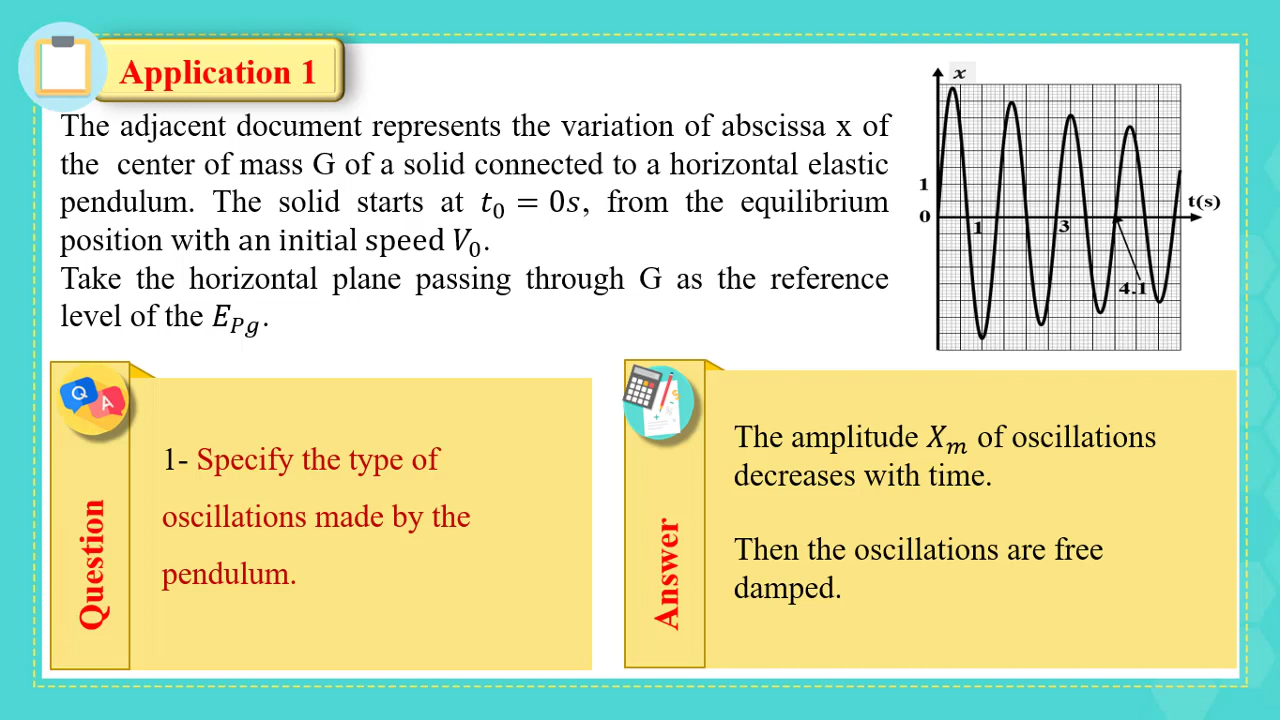 Application 1
The adjacent document represents the variation of abscissa x of
the center of mass G of a solid connected to a horizontal elastic
pendulum. The solid starts at t₀ = 0s, from the equilibrium
position with an initial speed V₀.
Take the horizontal plane passing through G as the reference
level of the E_Pg.
x
1
0
1
3
4.1
t(s)
Q
A
Question
1- Specify the type of
oscillations made by the
pendulum.
Answer
The amplitude Xₘ of oscillations
decreases with time.
Then the oscillations are free
damped.